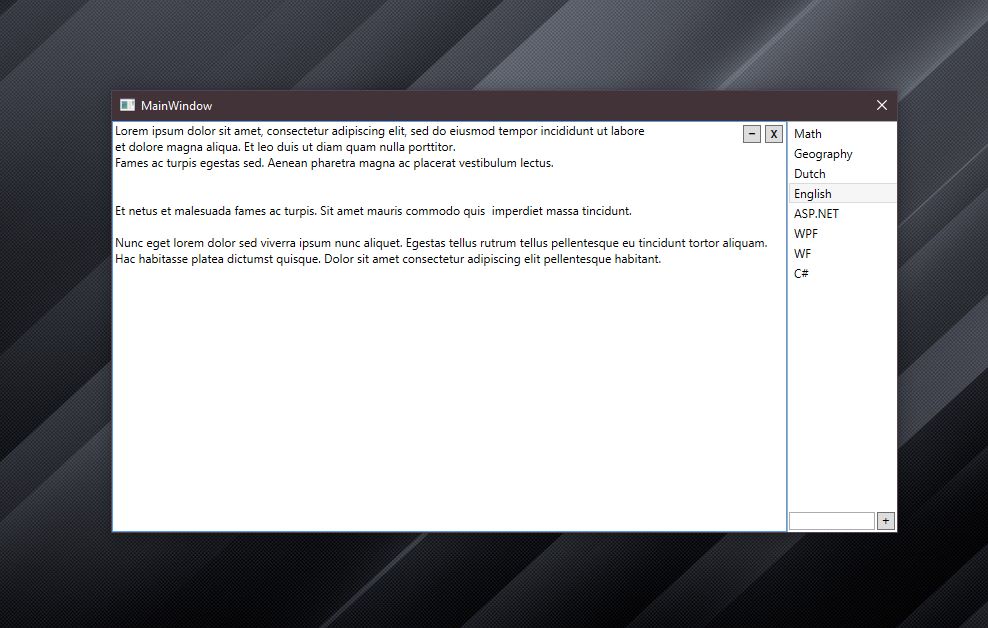 MainWindow
Lorem ipsum dolor sit amet, consectetur adipiscing elit, sed do eiusmod tempor incididunt ut labore
et dolore magna aliqua. Et leo duis ut diam quam nulla porttitor.
Fames ac turpis egestas sed. Aenean pharetra magna ac placerat vestibulum lectus.
Et netus et malesuada fames ac turpis. Sit amet mauris commodo quis  imperdiet massa tincidunt.
Nunc eget lorem dolor sed viverra ipsum nunc aliquet. Egestas tellus rutrum tellus pellentesque eu tincidunt tortor aliquam.
Hac habitasse platea dictumst quisque. Dolor sit amet consectetur adipiscing elit pellentesque habitant.
− X
Math
Geography
Dutch
English
ASP.NET
WPF
WF
C#
+